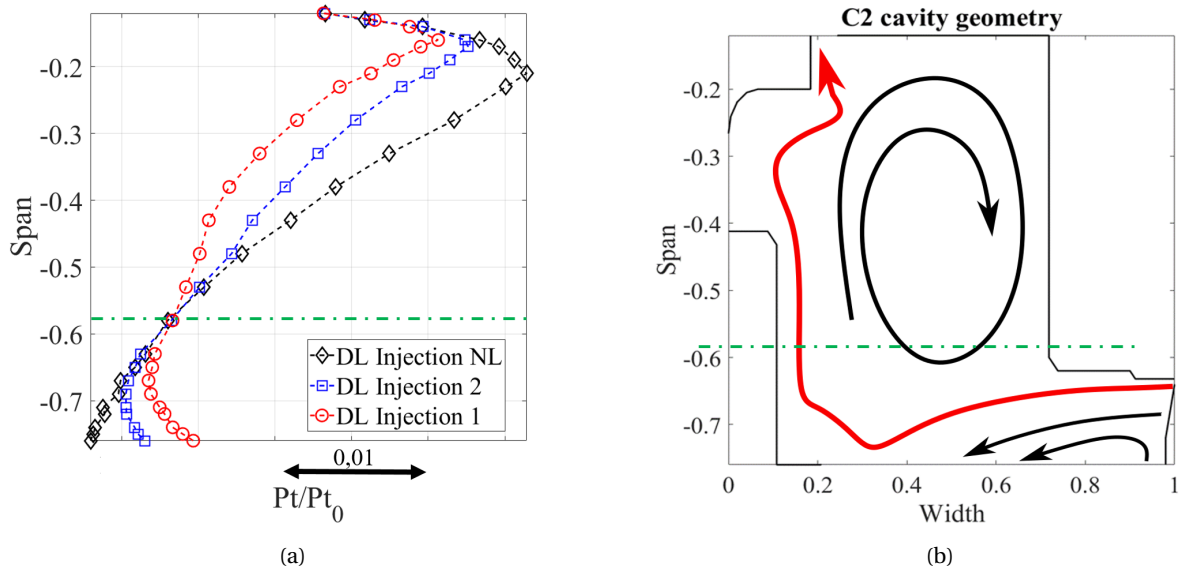 -0.2
-0.3
-0.4
-0.5
-0.6
-0.7
Span
DL Injection NL
DL Injection 2
DL Injection 1
0,01
Pt/Pt0
(a)
C2 cavity geometry
-0.2
-0.3
-0.4
-0.5
-0.6
-0.7
Span
0 0.2 0.4 0.6 0.8 1
Width
(b)